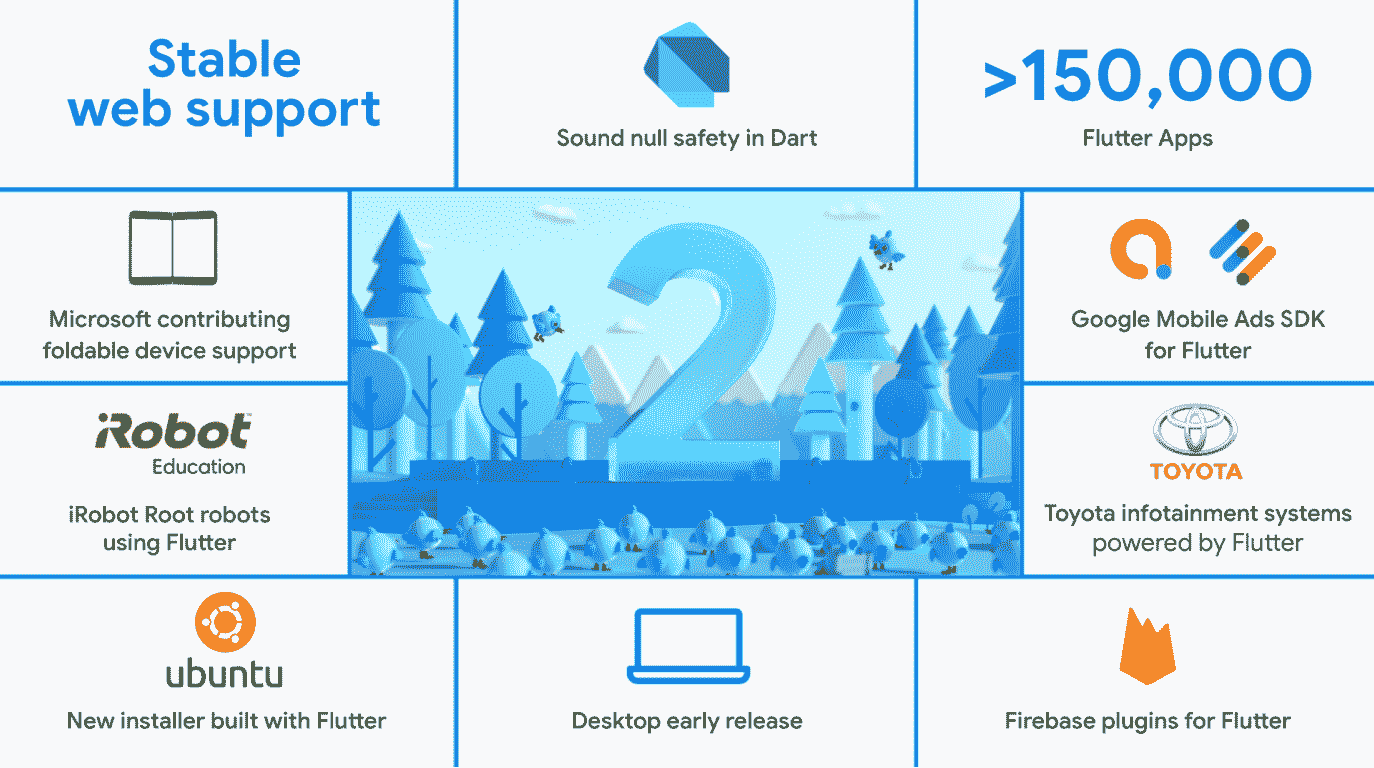 Stable
web support
Sound null safety in Dart
>150,000
Flutter Apps
Microsoft contributing
foldable device support
2
Google Mobile Ads SDK
for Flutter
iRobot™
Education
iRobot Root robots
using Flutter
TOYOTA
Toyota infotainment systems
powered by Flutter
ubuntu
New installer built with Flutter
Desktop early release
Firebase plugins for Flutter